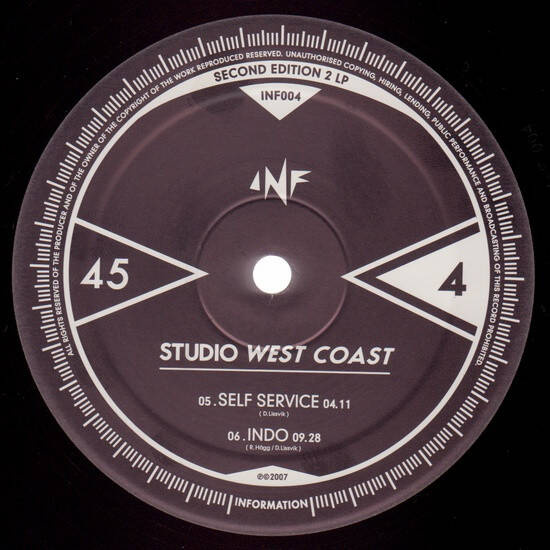 ALL RIGHTS RESERVED OF THE PRODUCER AND OF THE OWNER OF THE COPYRIGHT OF THE WORK REPRODUCED RESERVED. UNAUTHORISED COPYING, HIRING, LENDING, PUBLIC PERFORMANCE AND BROADCASTING OF THIS RECORD PROHIBITED.
SECOND EDITION 2 LP
INF004
INF
45
4
STUDIO WEST COAST
05. SELF SERVICE 04.11
( D.Lissvik )
06. INDO 09.28
( R. Hägg / D.Lissvik )
℗©2007
INFORMATION